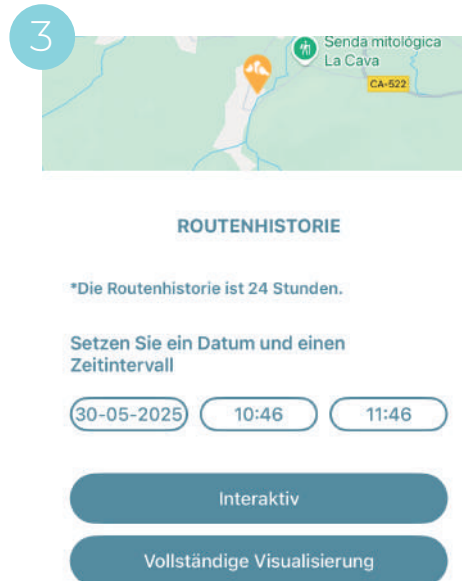 3
Senda mitológica
La Cava
CA-522
ROUTENHISTORIE
*Die Routenhistorie ist 24 Stunden.
Setzen Sie ein Datum und einen
Zeitintervall
30-05-2025 10:46 11:46
Interaktiv
Vollständige Visualisierung